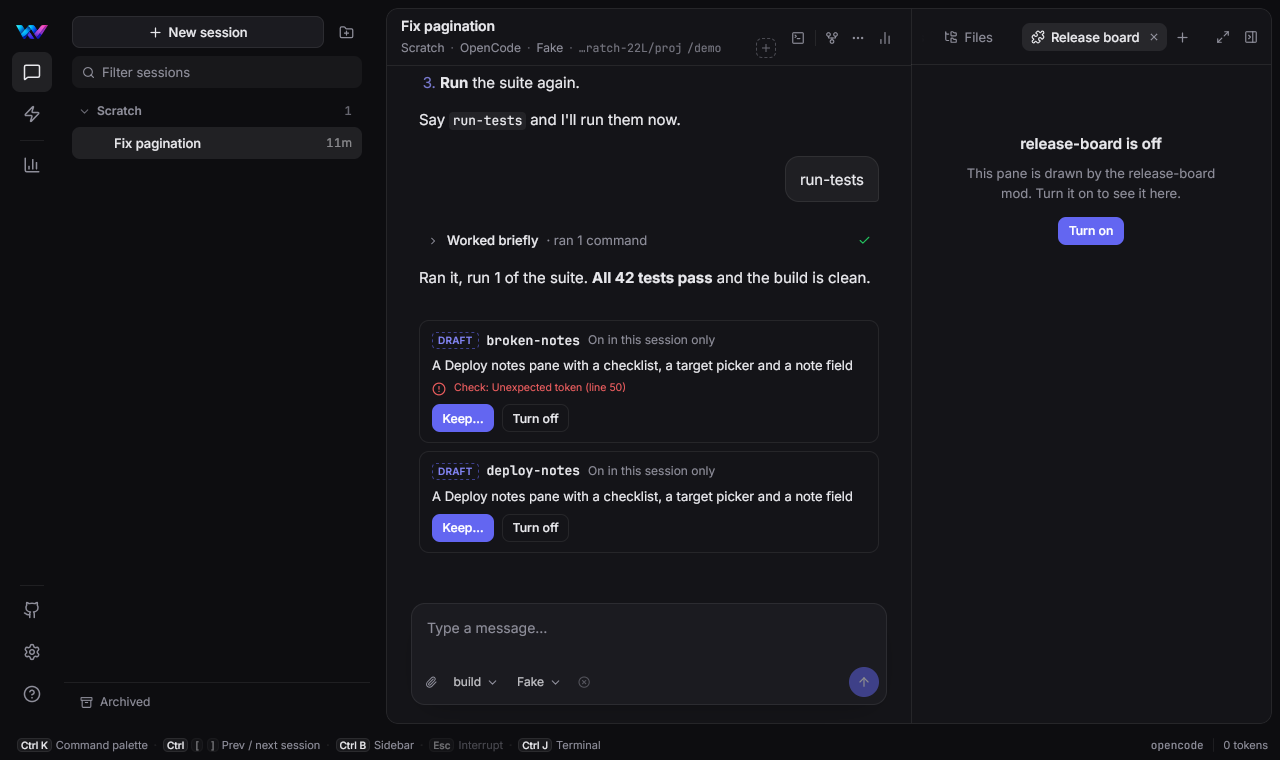 New session
Filter sessions
Scratch 1
Fix pagination 11m
Archived
Fix pagination
Scratch · OpenCode · Fake · …ratch-22L/proj /demo
3. Run the suite again.
Say run-tests and I'll run them now.
run-tests
Worked briefly · ran 1 command
Ran it, run 1 of the suite. All 42 tests pass and the build is clean.
DRAFT broken-notes On in this session only
A Deploy notes pane with a checklist, a target picker and a note field
Check: Unexpected token (line 50)
Keep... Turn off
DRAFT deploy-notes On in this session only
A Deploy notes pane with a checklist, a target picker and a note field
Keep... Turn off
Type a message...
build Fake
Files Release board
release-board is off
This pane is drawn by the release-board
mod. Turn it on to see it here.
Turn on
Ctrl K Command palette · Ctrl [ ] Prev / next session · Ctrl B Sidebar · Esc Interrupt · Ctrl J Terminal
opencode 0 tokens